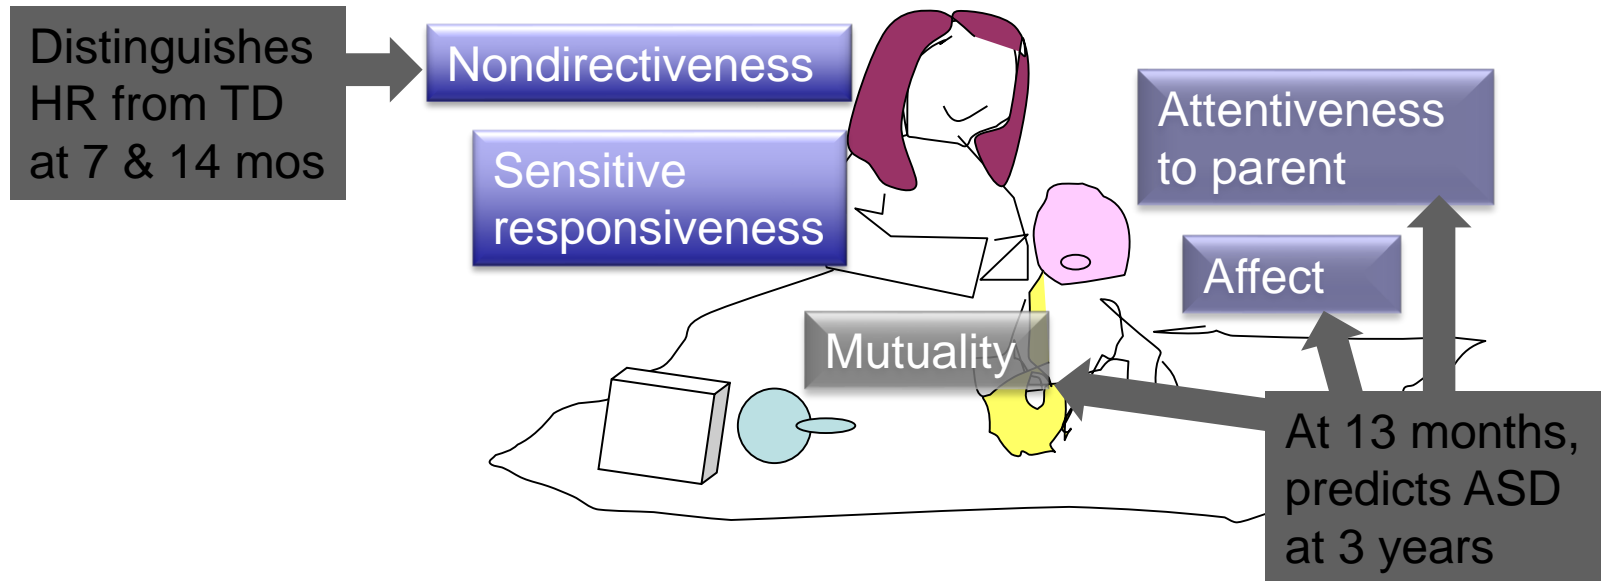 Distinguishes
HR from TD
at 7 & 14 mos
Nondirectiveness
Sensitive
responsiveness
Attentiveness
to parent
Affect
Mutuality
At 13 months,
predicts ASD
at 3 years